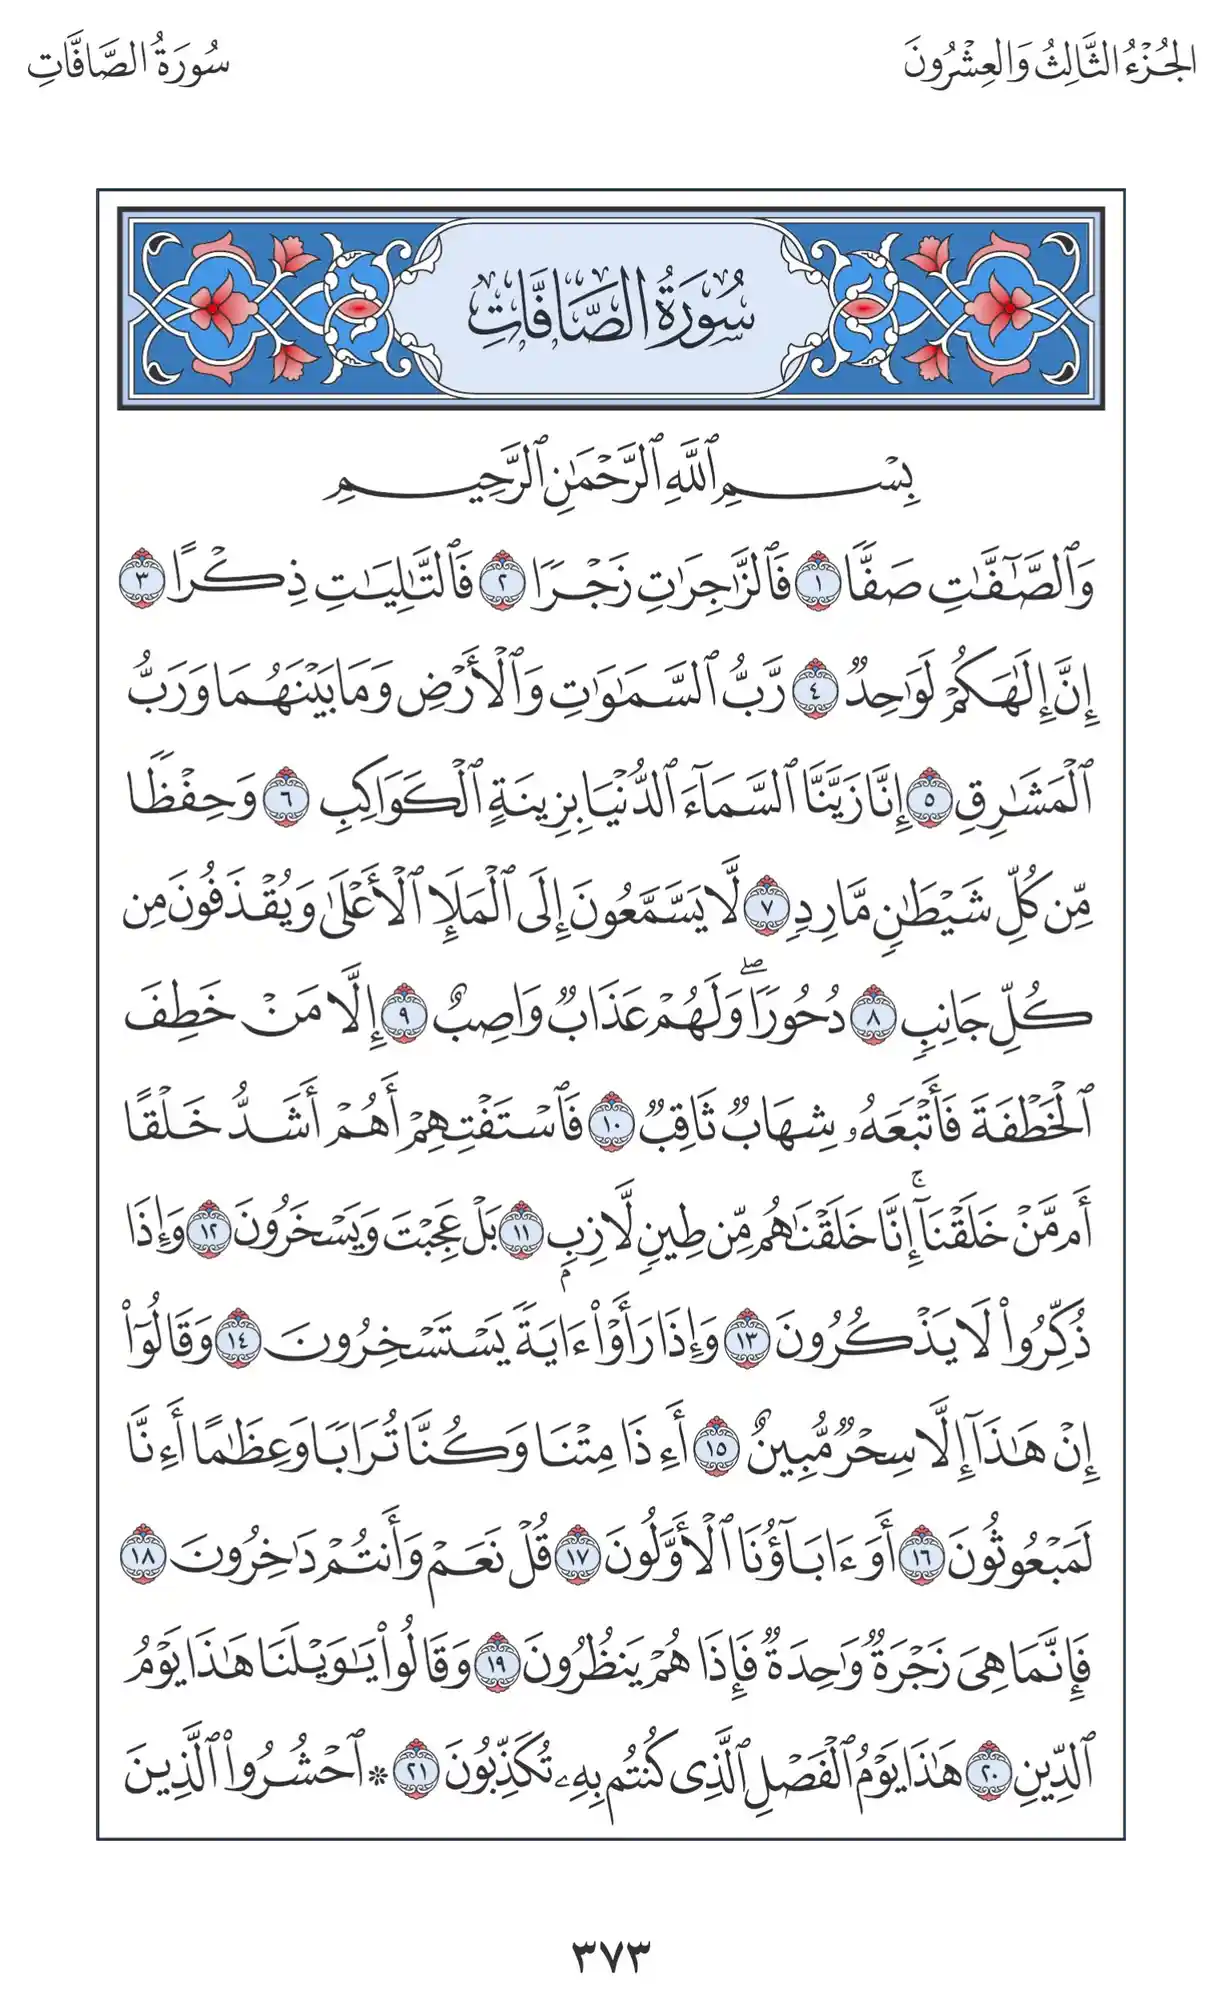 الجُزْءُ الثَّالِثُ وَالعِشْرُونَ
سُورَةُ الصَّافَّاتِ
سُورَةُ الصَّافَّاتِ
بِسْمِ ٱللَّهِ ٱلرَّحْمَٰنِ ٱلرَّحِيمِ
وَٱلصَّٰٓفَّٰتِ صَفّٗا ١ فَٱلزَّٰجِرَٰتِ زَجۡرٗا ٢ فَٱلتَّٰلِيَٰتِ ذِكۡرًا ٣
إِنَّ إِلَٰهَكُمۡ لَوَٰحِدٞ ٤ رَّبُّ ٱلسَّمَٰوَٰتِ وَٱلۡأَرۡضِ وَمَا بَيۡنَهُمَا وَرَبُّ
ٱلۡمَشَٰرِقِ ٥ إِنَّا زَيَّنَّا ٱلسَّمَآءَ ٱلدُّنۡيَا بِزِينَةٍ ٱلۡكَوَاكِبِ ٦ وَحِفۡظٗا
مِّن كُلِّ شَيۡطَٰنٖ مَّارِدٖ ٧ لَّا يَسَّمَّعُونَ إِلَى ٱلۡمَلَإِ ٱلۡأَعۡلَىٰ وَيُقۡذَفُونَ مِن
كُلِّ جَانِبٖ ٨ دُحُورٗاۖ وَلَهُمۡ عَذَابٞ وَاصِبٌ ٩ إِلَّا مَنۡ خَطِفَ
ٱلۡخَطۡفَةَ فَأَتۡبَعَهُۥ شِهَابٞ ثَاقِبٞ ١٠ فَٱسۡتَفۡتِهِمۡ أَهُمۡ أَشَدُّ خَلۡقًا
أَم مَّنۡ خَلَقۡنَآۚ إِنَّا خَلَقۡنَٰهُم مِّن طِينٖ لَّازِبِۭ ١١ بَلۡ عَجِبۡتَ وَيَسۡخَرُونَ ١٢ وَإِذَا
ذُكِّرُواْ لَا يَذۡكُرُونَ ١٣ وَإِذَا رَأَوۡاْ ءَايَةٗ يَسۡتَسۡخِرُونَ ١٤ وَقَالُوٓاْ
إِنۡ هَٰذَآ إِلَّا سِحۡرٞ مُّبِينٌ ١٥ أَءِذَا مِتۡنَا وَكُنَّا تُرَابٗا وَعِظَٰمًا أَءِنَّا
لَمَبۡعُوثُونَ ١٦ أَوَءَابَآؤُنَا ٱلۡأَوَّلُونَ ١٧ قُلۡ نَعَمۡ وَأَنتُمۡ دَٰخِرُونَ ١٨
فَإِنَّمَا هِيَ زَجۡرَةٞ وَٰحِدَةٞ فَإِذَا هُمۡ يَنظُرُونَ ١٩ وَقَالُواْ يَٰوَيۡلَنَا هَٰذَا يَوۡمُ
ٱلدِّينِ ٢٠ هَٰذَا يَوۡمُ ٱلۡفَصۡلِ ٱلَّذِي كُنتُم بِهِۦ تُكَذِّبُونَ ٢١ * ٱحۡشُرُواْ ٱلَّذِينَ
٣٧٣